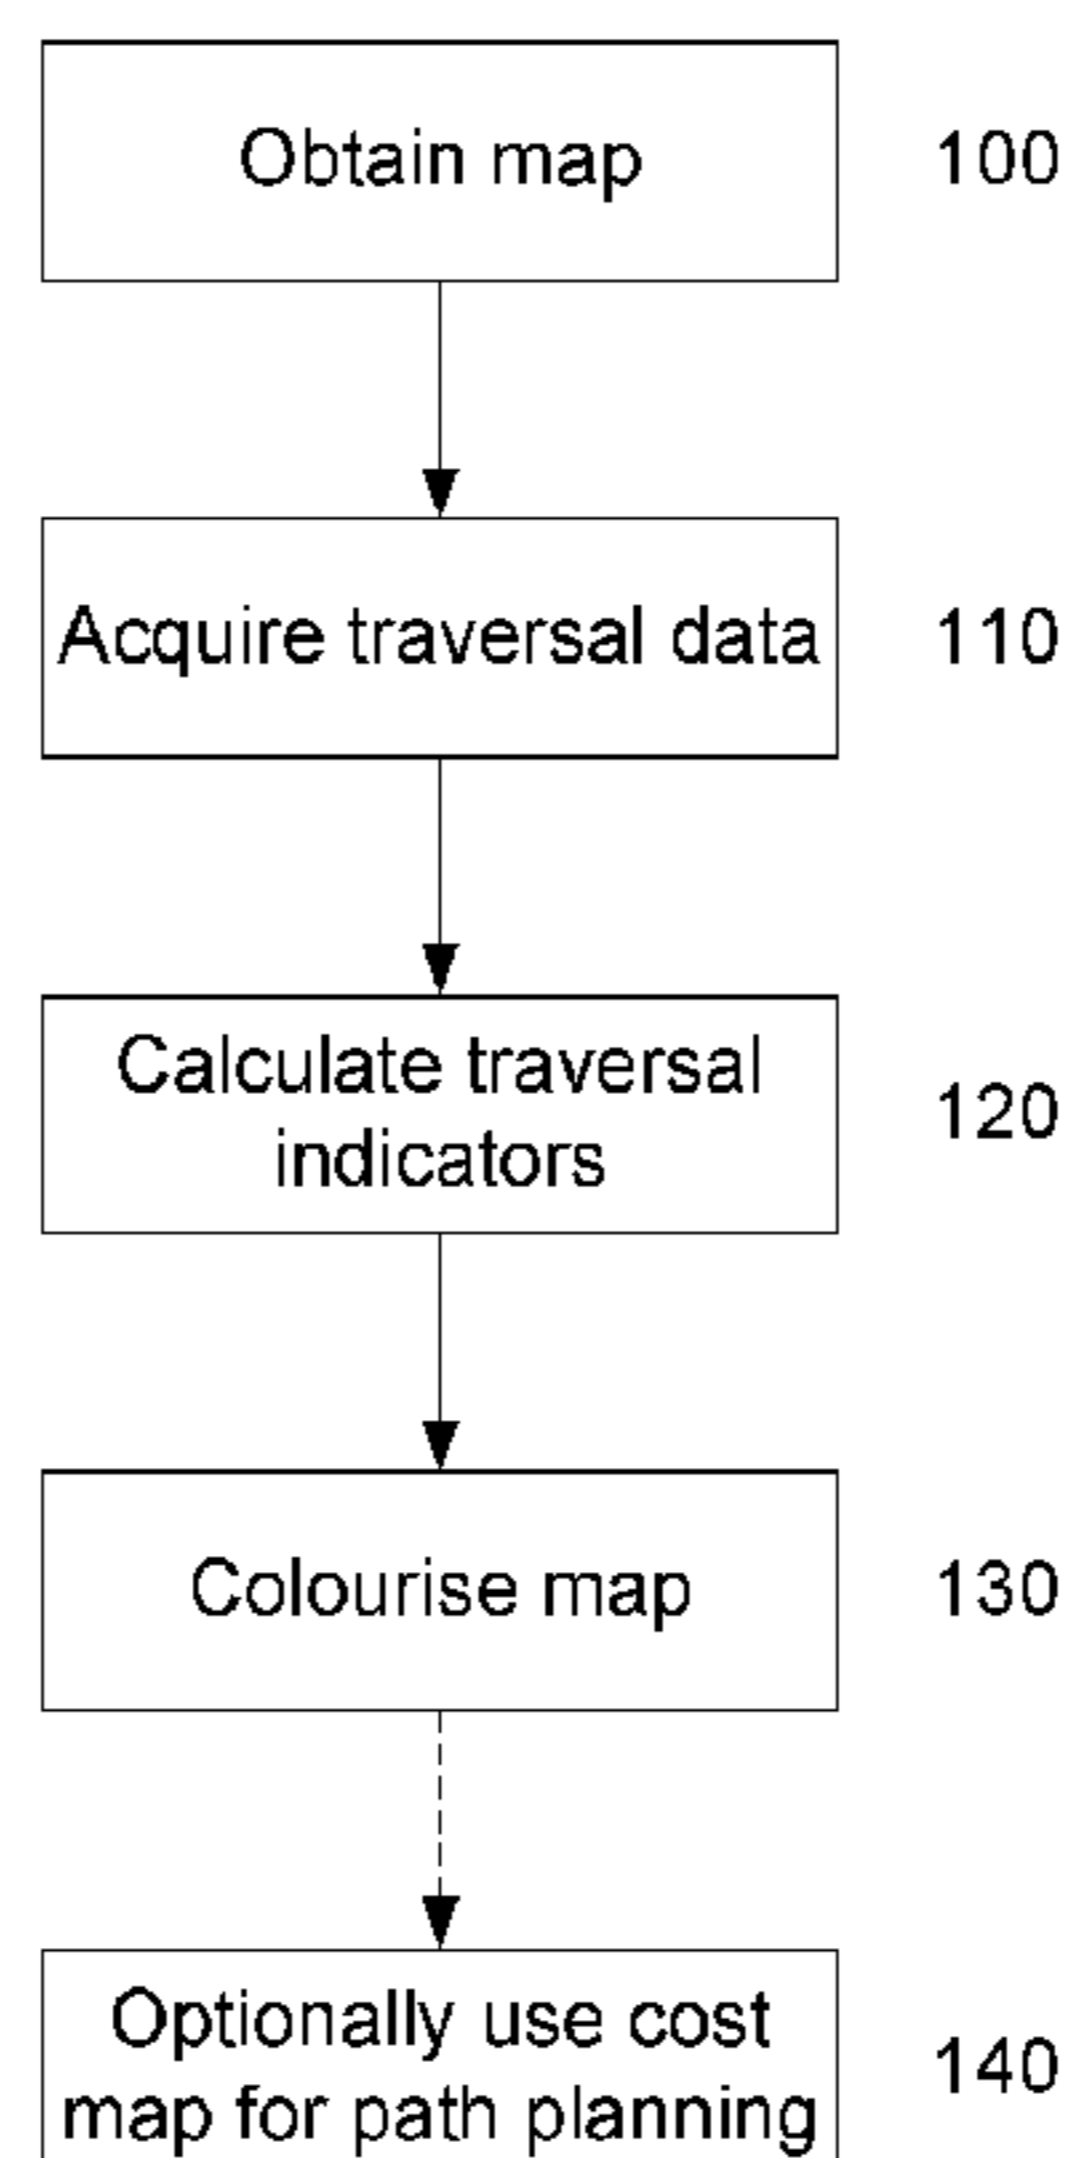 Obtain map 100
Acquire traversal data 110
Calculate traversal
indicators
120
Colourise map 130
Optionally use cost
map for path planning
140